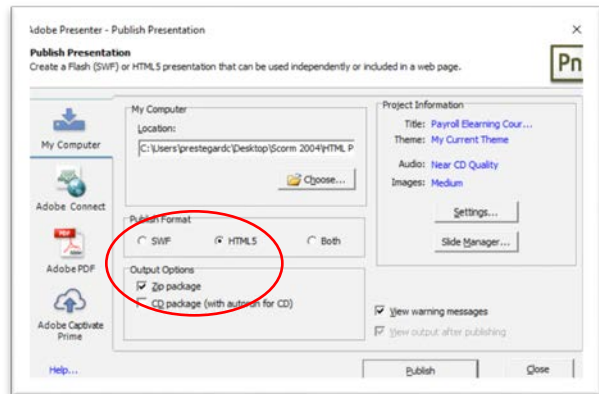 Adobe Presenter - Publish Presentation
Publish Presentation
Create a Flash (SWF) or HTML5 presentation that can be used independently or included in a web page.
Pn
My Computer
Adobe Connect
PDF
Adobe PDF
Adobe Captivate
Prime
Help...
My Computer
Location:
C:\Users\prestegardc\Desktop\Scorm 2004\HTML P
Choose...
Publish Format
SWF
HTML5
Both
Output Options
Zip package
CD package (with autorun for CD)
Project Information
Title: Payroll Elearning Cour...
Theme: My Current Theme
Audio: Near CD Quality
Images: Medium
Settings...
Slide Manager...
View warning messages
View output after publishing
Publish
Close